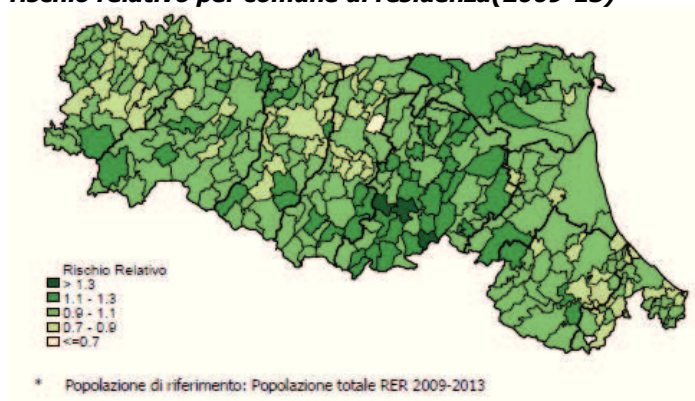 rischio relativo per comune di residenza(2009-13)
Rischio Relativo
> 1.3
1.1 - 1.3
0.9 - 1.1
0.7 - 0.9
<=0.7
* Popolazione di riferimento: Popolazione totale RER 2009-2013